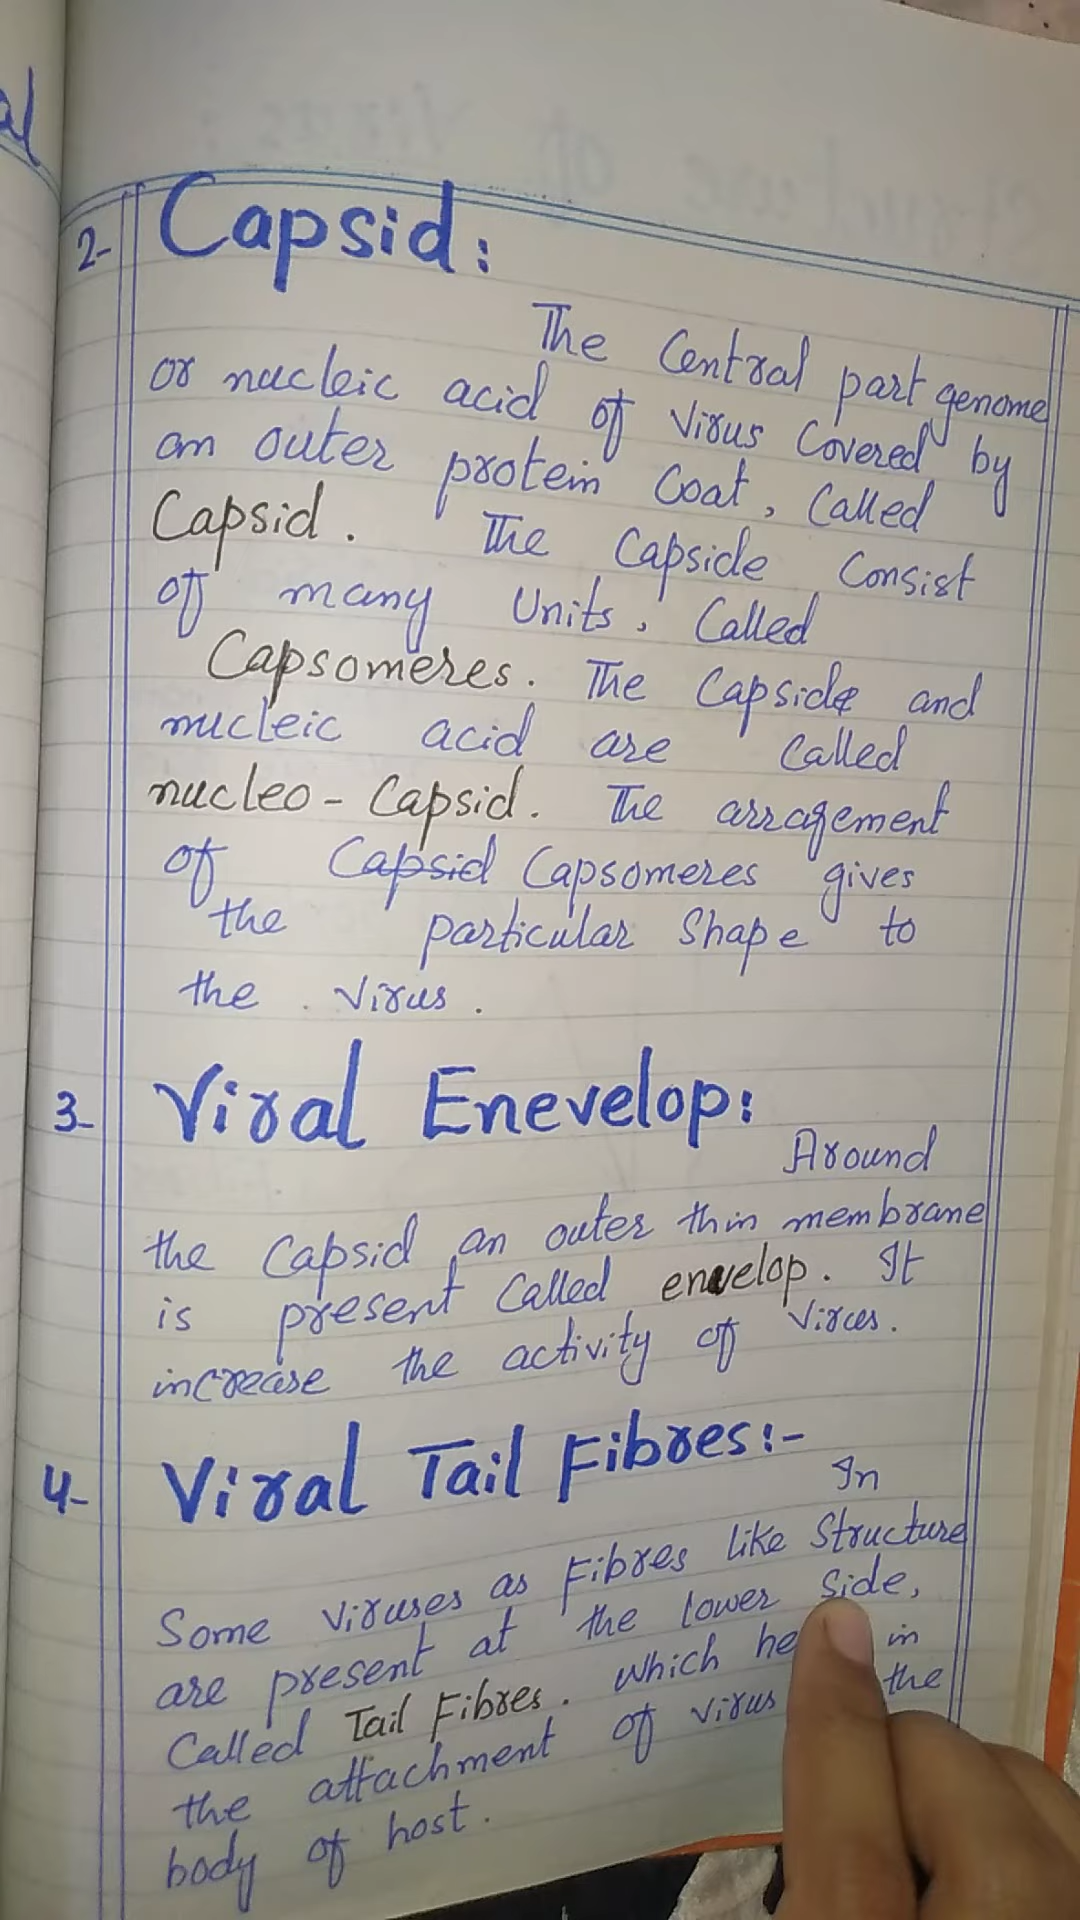 al
2- Capsid:
The Central part genome
or nucleic acid of Virus Covered by
an outer protein Coat, Called
Capsid. The Capside Consist
of many Units, Called
Capsomeres. The Capside and
nucleic acid are Called
nucleo-Capsid. The arragement
of Capsid Capsomeres gives
the particular Shape to
the virus.
3- Viral Enevelop:
Around
the Capsid an outer thin membrane
is present Called envelop. It
increase the activity of Virus.
4- Viral Tail Fibres:-
In
Some Viruses as Fibres like Structure
are present at the lower side,
Called Tail Fibres. Which he in
the attachment of virus the
body of host.